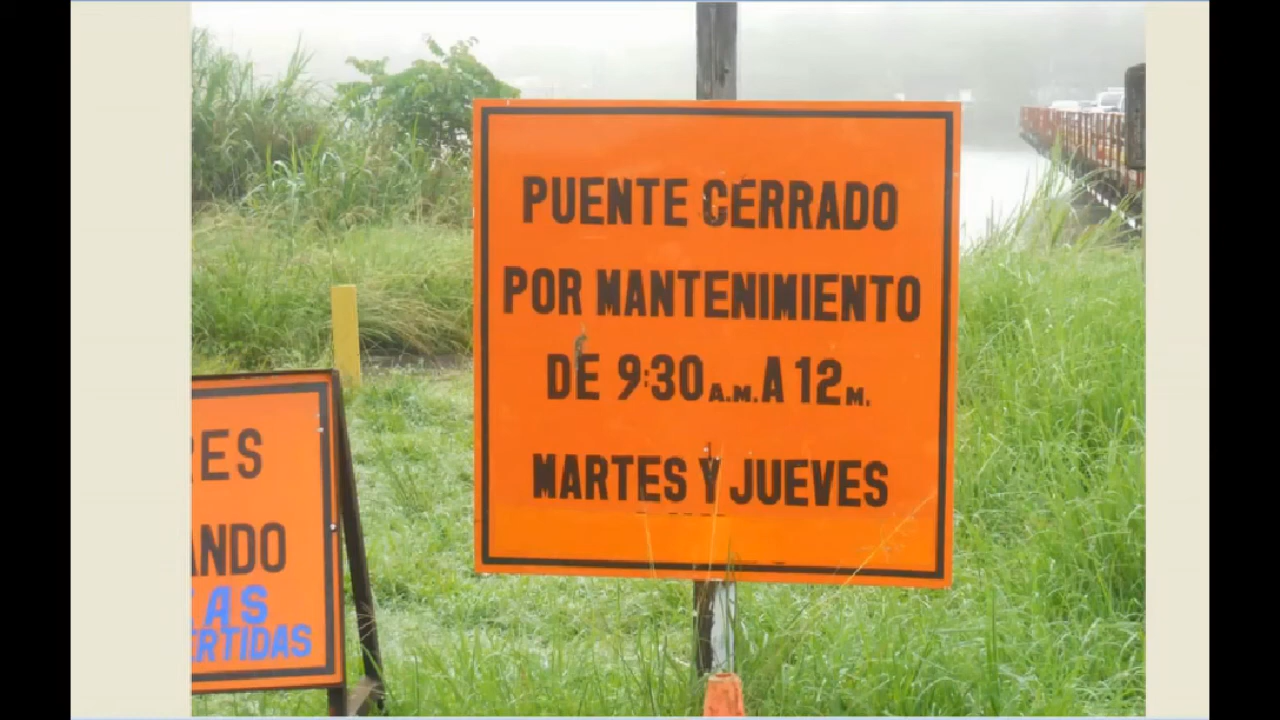 PUENTE CERRADO
POR MANTENIMIENTO
DE 9:30 A.M. A 12 M.
MARTES Y JUEVES
RES
ANDO
AS
ERTIDAS